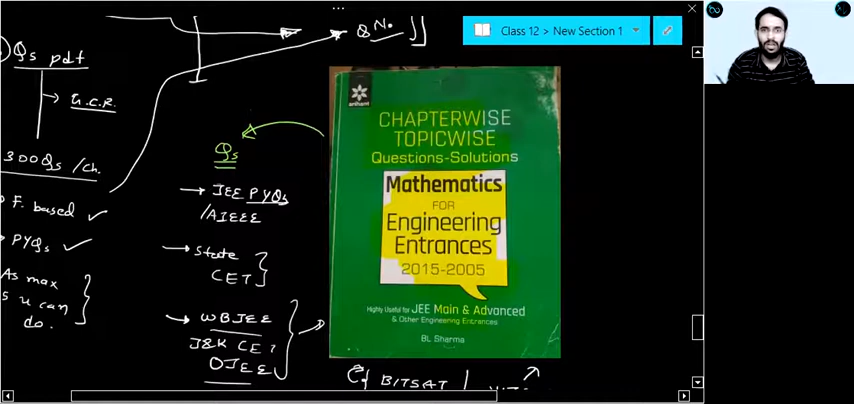 Class 12 > New Section 1
Q No.
Qs pdf
300Qs /Ch.
F. based
PYQs
As max
u can
do.
Qs
JEE PYQs
/AIEEE
State
CET
WBJEE
J&K CET
OJEE
arihant
CHAPTERWISE
TOPICWISE
Questions-Solutions
Mathematics
FOR
Engineering
Entrances
2015-2005
Highly Useful for JEE Main & Advanced
& Other Engineering Entrances
BL Sharma
BITSAT